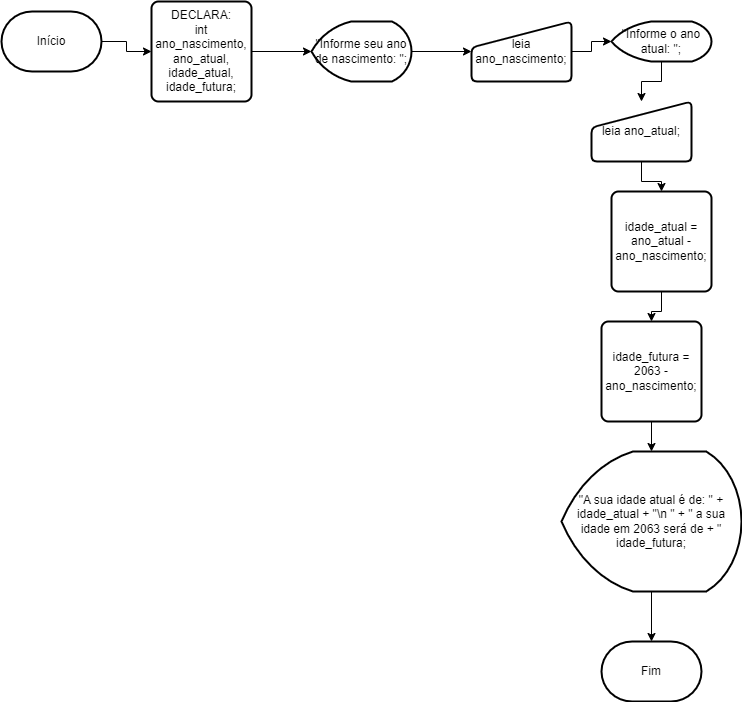 Início
DECLARA:
int
ano_nascimento,
ano_atual,
idade_atual,
idade_futura;
"Informe seu ano
de nascimento: ";
leia
ano_nascimento;
"Informe o ano
atual: ";
leia ano_atual;
idade_atual =
ano_atual -
ano_nascimento;
idade_futura =
2063 -
ano_nascimento;
"A sua idade atual é de: " +
idade_atual + "\n " + " a sua
idade em 2063 será de + "
idade_futura;
Fim